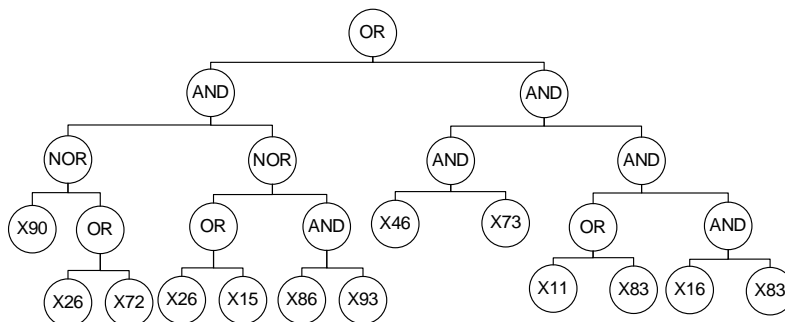 OR
AND AND
NOR NOR AND AND
X90 OR OR AND X46 X73 OR AND
X26 X72 X26 X15 X86 X93 X11 X83 X16 X83